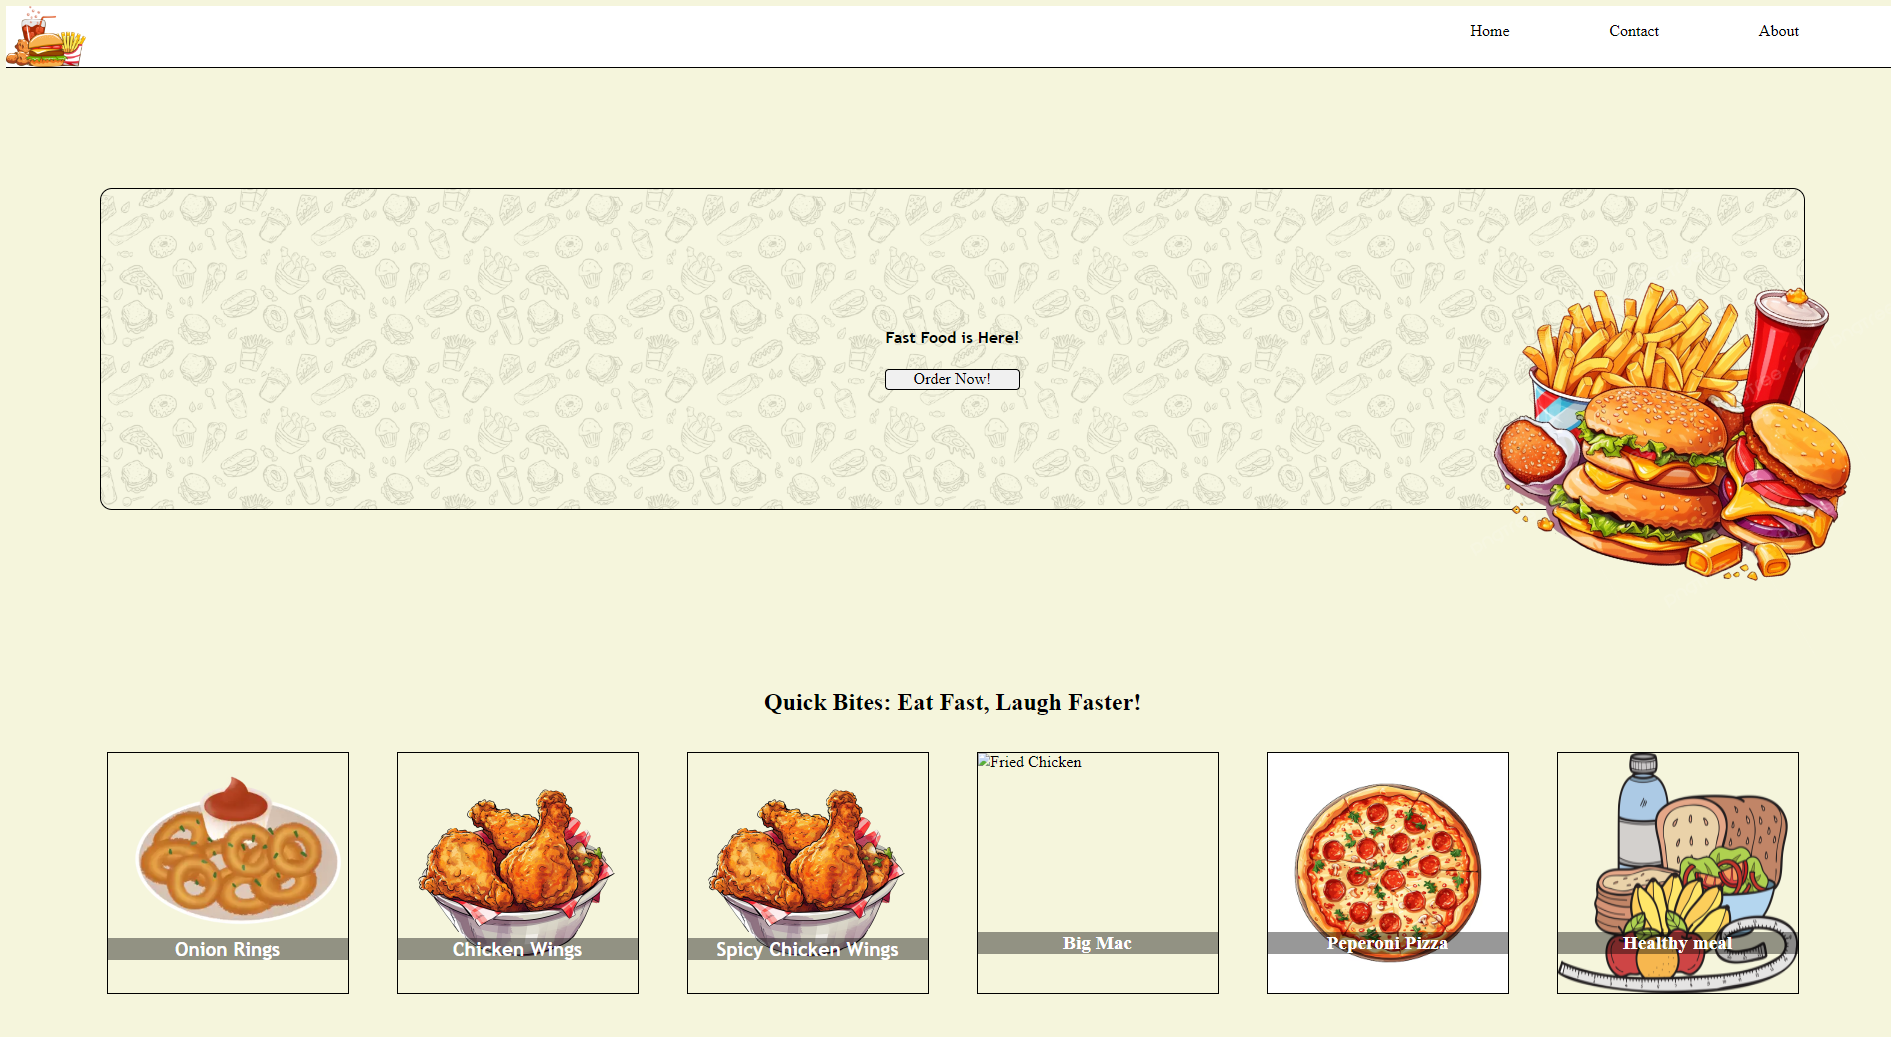 Home
Contact
About
Fast Food is Here!
Order Now!
Quick Bites: Eat Fast, Laugh Faster!
Fried Chicken
Onion Rings
Chicken Wings
Spicy Chicken Wings
Big Mac
Peperoni Pizza
Healthy meal